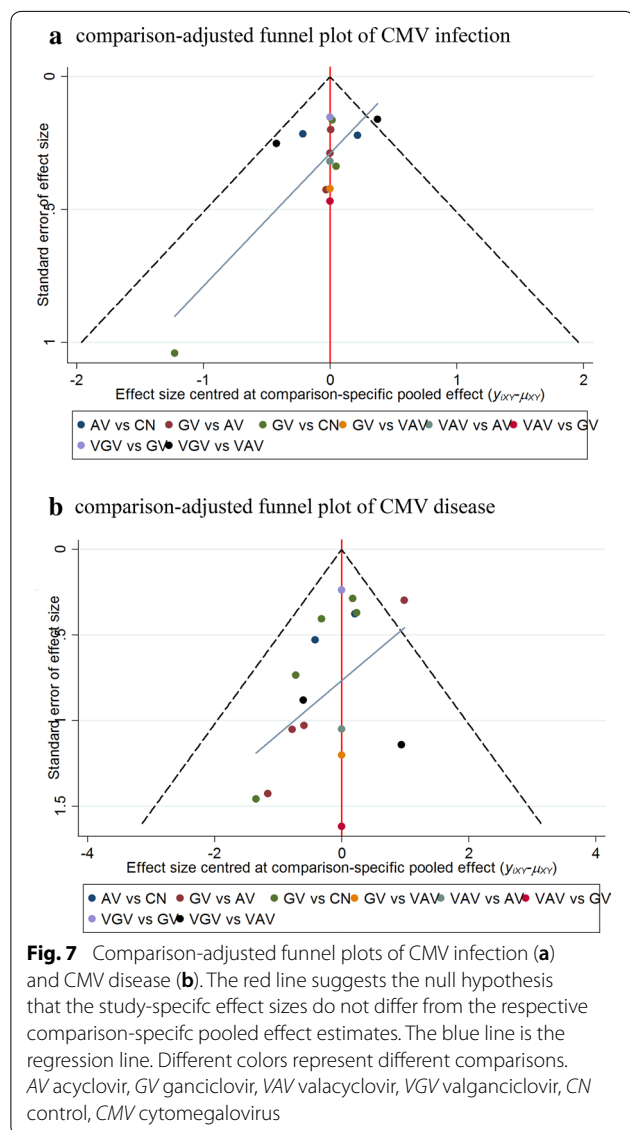 a comparison-adjusted funnel plot of CMV infection
0
.5
1
Standard error of effect size
-2 -1 0 1 2
Effect size centred at comparison-specific pooled effect (yiXY-μXY)
AV vs CN GV vs AV GV vs CN GV vs VAV VAV vs AV VAV vs GV
VGV vs GV VGV vs VAV
b comparison-adjusted funnel plot of CMV disease
0
.5
1
1.5
Standard error of effect size
-4 -2 0 2 4
Effect size centred at comparison-specific pooled effect (yiXY-μXY)
AV vs CN GV vs AV GV vs CN GV vs VAV VAV vs AV VAV vs GV
VGV vs GV VGV vs VAV
Fig. 7 Comparison-adjusted funnel plots of CMV infection (a)
and CMV disease (b). The red line suggests the null hypothesis
that the study-specifc effect sizes do not differ from the respective
comparison-specifc pooled effect estimates. The blue line is the
regression line. Different colors represent different comparisons.
AV acyclovir, GV ganciclovir, VAV valacyclovir, VGV valganciclovir, CN
control, CMV cytomegalovirus